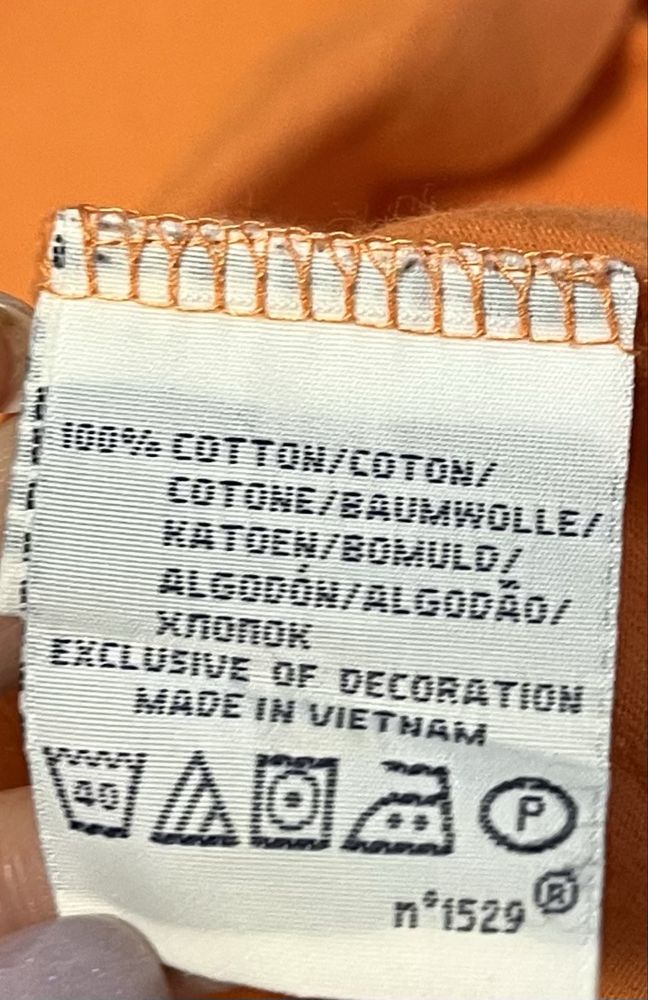 100% COTTON/COTON/
COTONE/BAUMWOLLE/
KATOEN/BOMULD/
ALGODÓN/ALGODÃO/
ХЛОПОК
EXCLUSIVE OF DECORATION
MADE IN VIETNAM
40
P
n°1529 ®